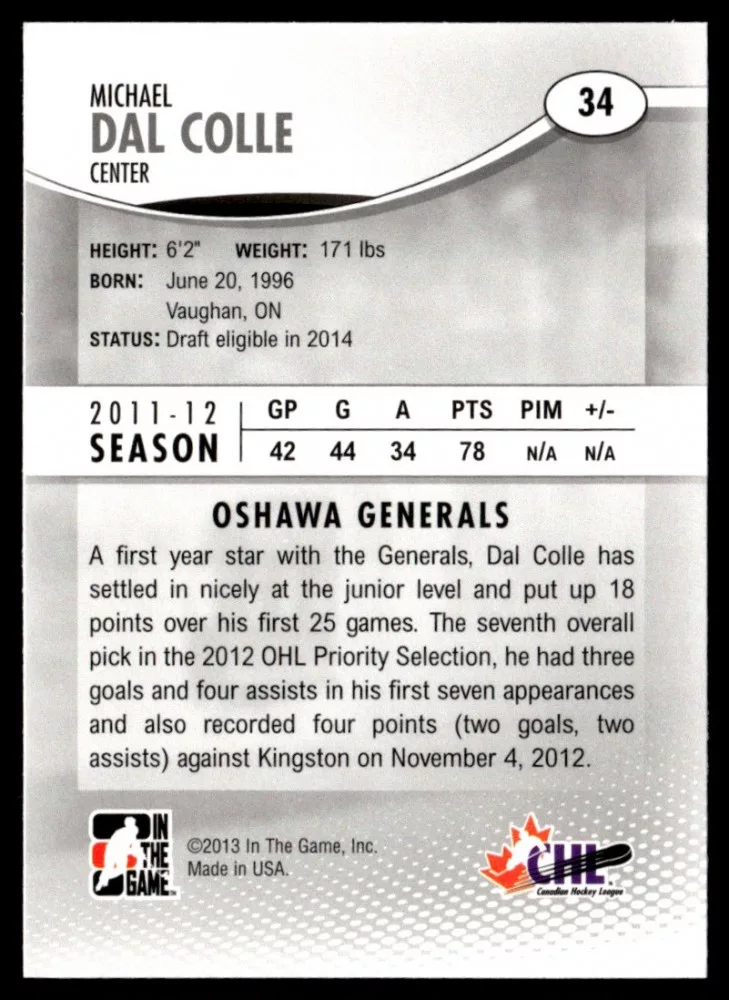 MICHAEL
DAL COLLE
CENTER
34
HEIGHT: 6'2" WEIGHT: 171 lbs
BORN: June 20, 1996
Vaughan, ON
STATUS: Draft eligible in 2014
2011-12
SEASON
GP G A PTS PIM +/-
42 44 34 78 N/A N/A
OSHAWA GENERALS
A first year star with the Generals, Dal Colle has
settled in nicely at the junior level and put up 18
points over his first 25 games. The seventh overall
pick in the 2012 OHL Priority Selection, he had three
goals and four assists in his first seven appearances
and also recorded four points (two goals, two
assists) against Kingston on November 4, 2012.
IN
THE
GAME
©2013 In The Game, Inc.
Made in USA.
CHL
Canadian Hockey League